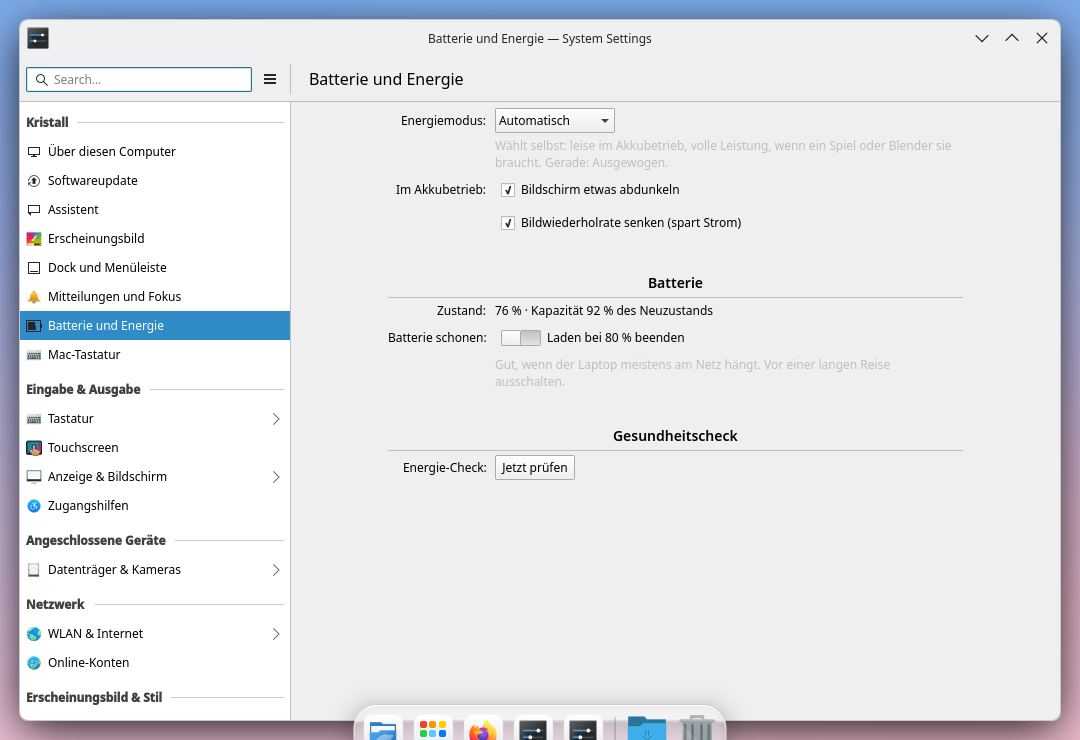 Batterie und Energie — System Settings
Search...
Batterie und Energie
Kristall
Über diesen Computer
Softwareupdate
Assistent
Erscheinungsbild
Dock und Menüleiste
Mitteilungen und Fokus
Batterie und Energie
Mac-Tastatur
Eingabe & Ausgabe
Tastatur
Touchscreen
Anzeige & Bildschirm
Zugangshilfen
Angeschlossene Geräte
Datenträger & Kameras
Netzwerk
WLAN & Internet
Online-Konten
Erscheinungsbild & Stil
Energiemodus: Automatisch
Wählt selbst: leise im Akkubetrieb, volle Leistung, wenn ein Spiel oder Blender sie
braucht. Gerade: Ausgewogen.
Im Akkubetrieb: Bildschirm etwas abdunkeln
Bildwiederholrate senken (spart Strom)
Batterie
Zustand: 76 % · Kapazität 92 % des Neuzustands
Batterie schonen: Laden bei 80 % beenden
Gut, wenn der Laptop meistens am Netz hängt. Vor einer langen Reise
ausschalten.
Gesundheitscheck
Energie-Check: Jetzt prüfen